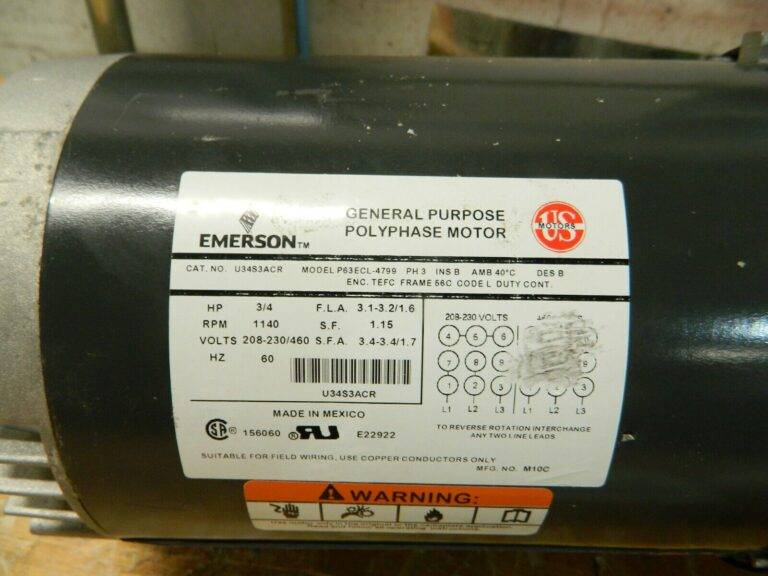 EMERSON™
GENERAL PURPOSE
POLYPHASE MOTOR
US
MOTORS
CAT. NO. U34S3ACR MODEL P63ECL-4799 PH 3 INS B AMB 40°C DES B
ENC. TEFC FRAME 56C CODE L DUTY CONT.
HP 3/4 F.L.A. 3.1-3.2/1.6
RPM 1140 S.F. 1.15
VOLTS 208-230/460 S.F.A. 3.4-3.4/1.7
HZ 60
U34S3ACR
208-230 VOLTS
4 5 6
7 8 9
1 2 3
L1 L2 L3 L1 L2 L3
MADE IN MEXICO
SA ® 156060 ® RU E22922
TO REVERSE ROTATION INTERCHANGE
ANY TWO LINE LEADS.
SUITABLE FOR FIELD WIRING, USE COPPER CONDUCTORS ONLY
MFG. NO. M10C
WARNING: